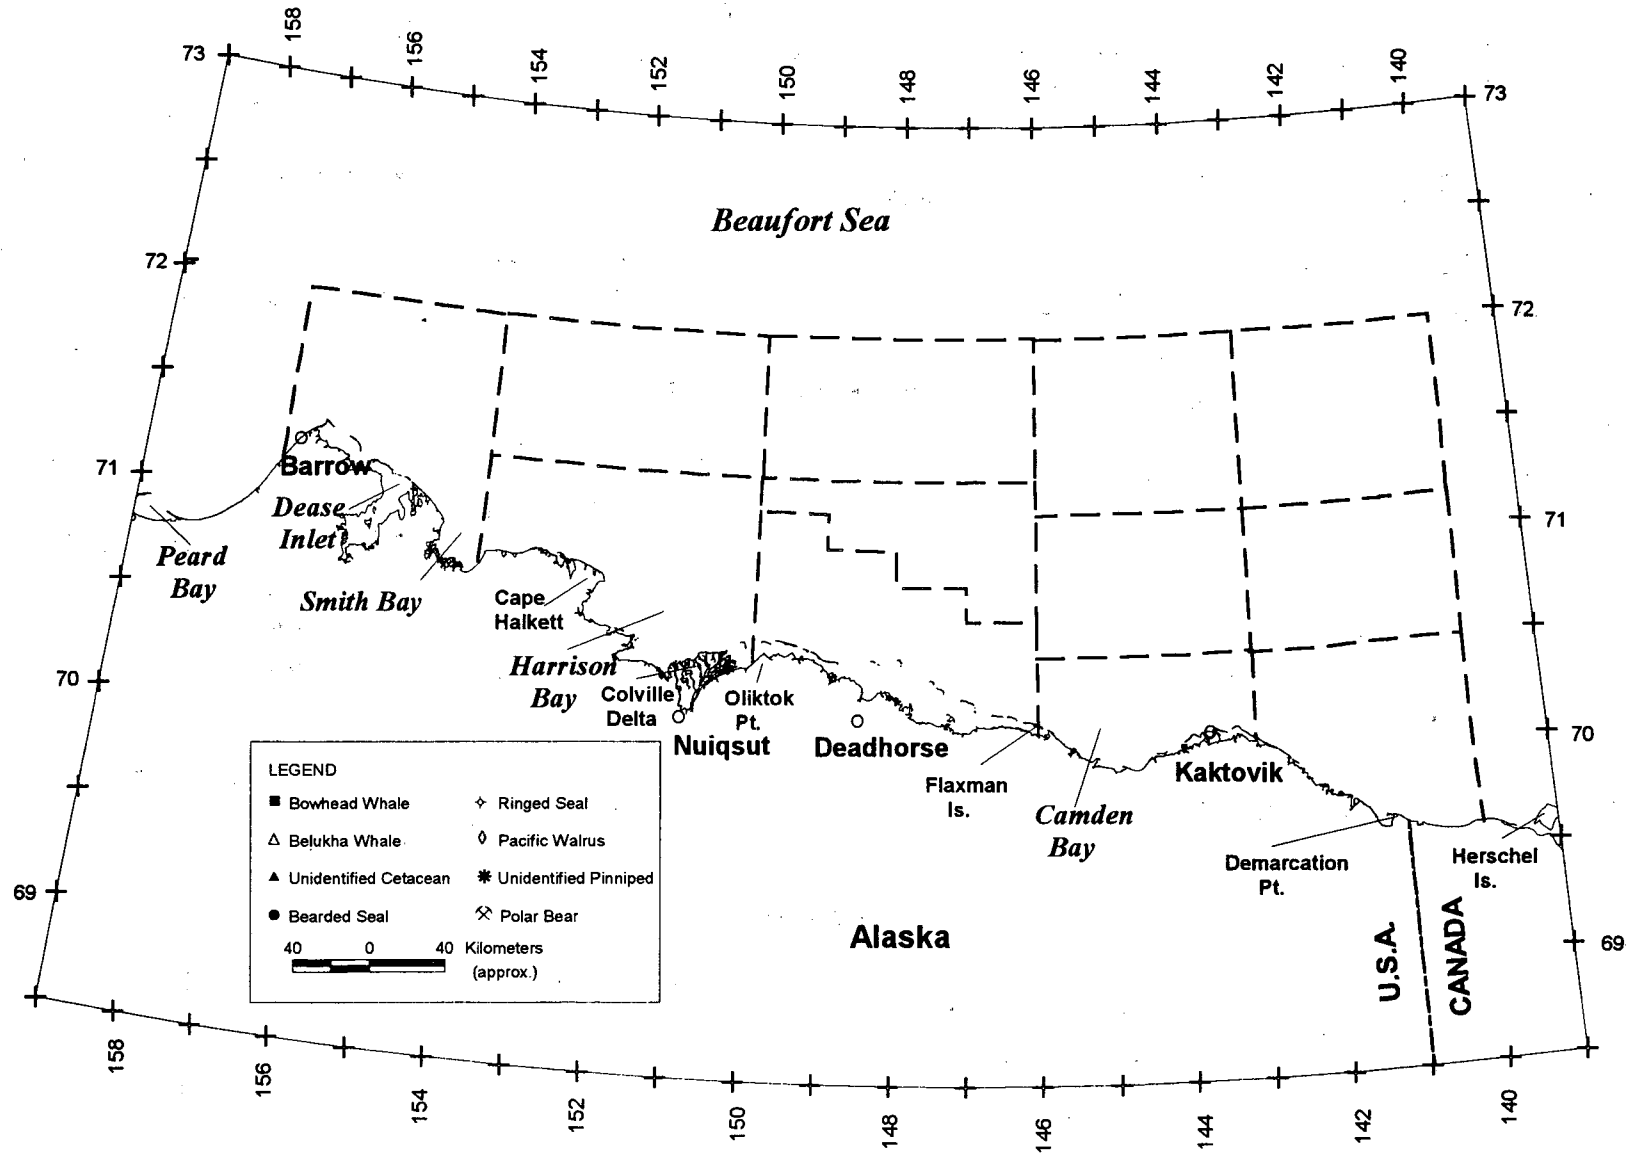 158
156
154
152
150
148
146
144
142
140
73
73
Beaufort Sea
72
72
71
Barrow
Dease
Inlet
71
Peard
Bay
Smith Bay
Cape
Halkett
Harrison
Bay
70
Colville
Delta
Oliktok
Pt.
Nuiqsut
Deadhorse
70
Kaktovik
Flaxman
Is.
Camden
Bay
Demarcation
Pt.
Herschel
Is.
LEGEND
Bowhead Whale
Ringed Seal
Belukha Whale
Pacific Walrus
Unidentified Cetacean
Unidentified Pinniped
Bearded Seal
Polar Bear
40 0 40 Kilometers
(approx.)
69
Alaska
U.S.A.
CANADA
69
158
156
154
152
150
148
146
144
142
140